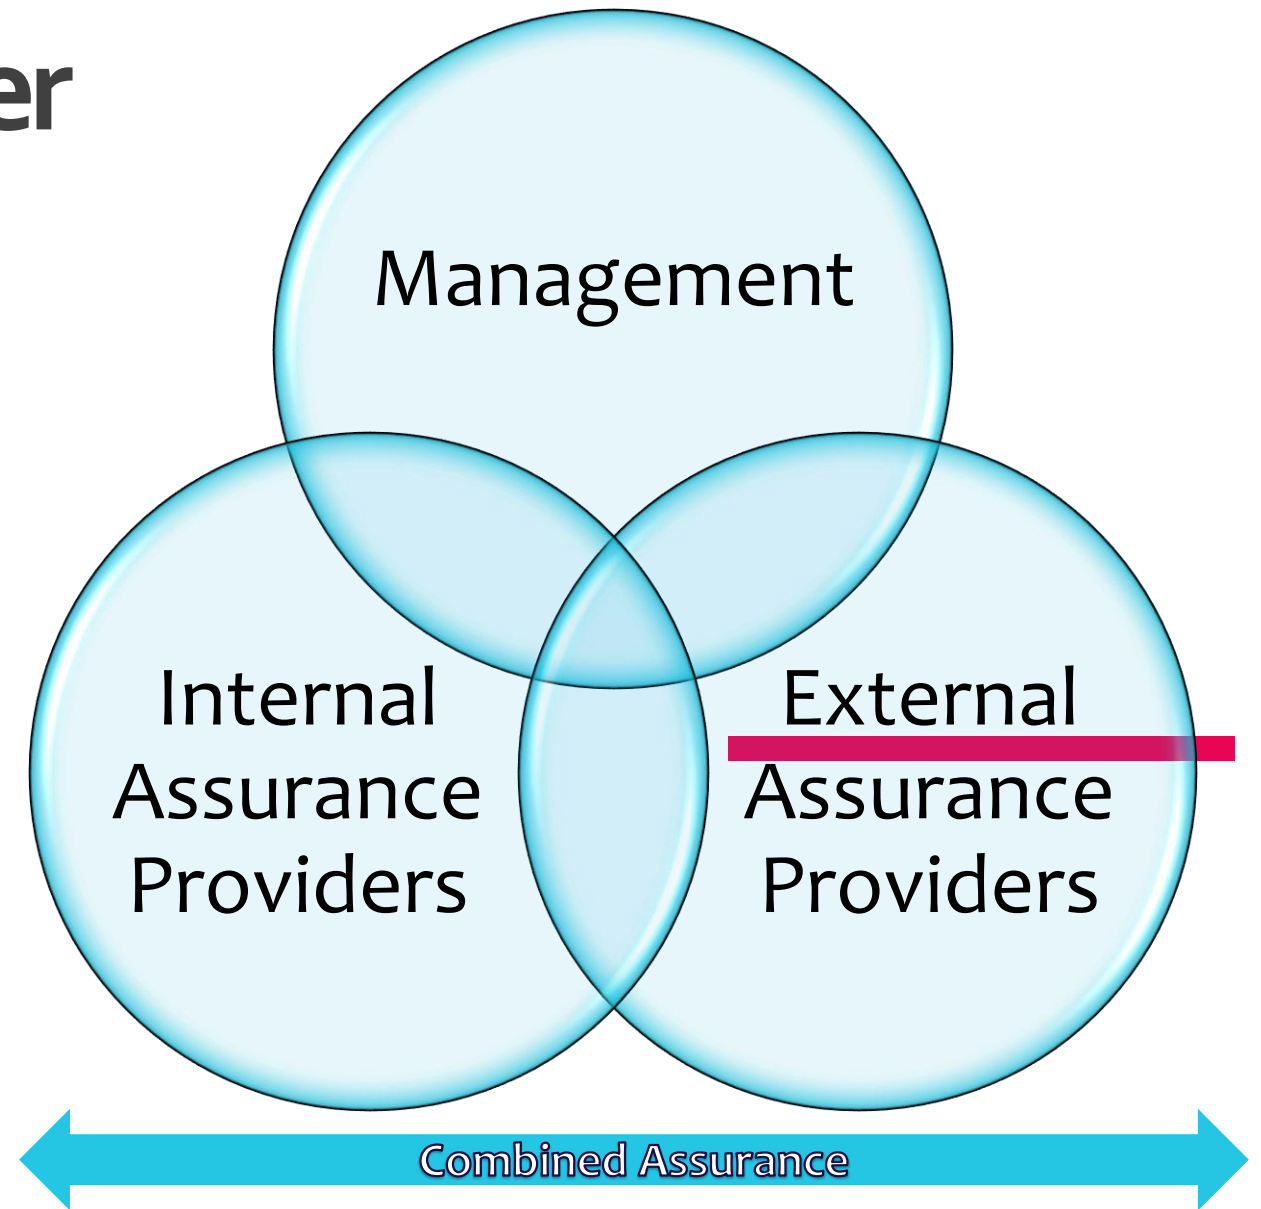 er
Management
Internal
Assurance
Providers
External
Assurance
Providers
Combined Assurance